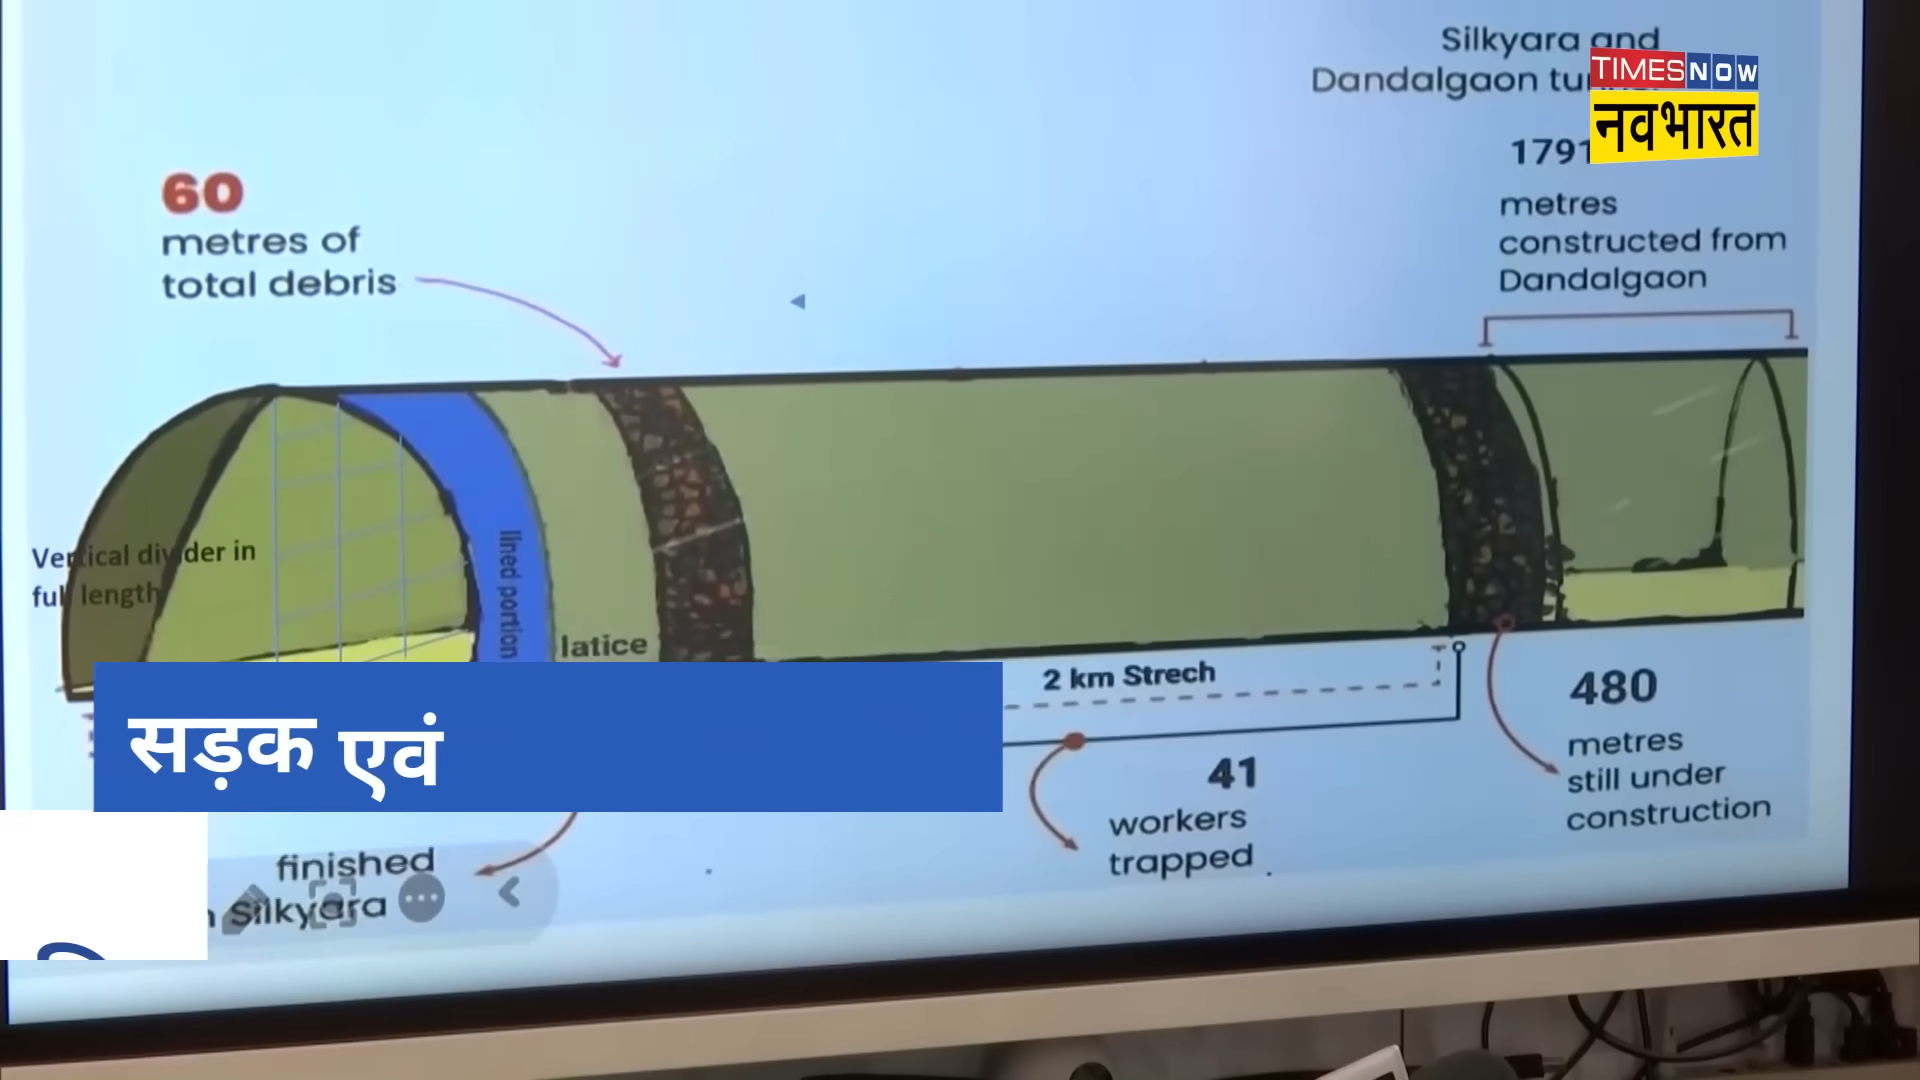 Silkyara and
Dandalgaon
TIMES NOW
नवभारत
60
metres of
total debris
metres
constructed from
Dandalgaon
Vertical divider in
full length
lined portion
latice
2 km Strech
480
metres
still under
construction
41
workers
trapped
सड़क एवं
finished
Silkyara